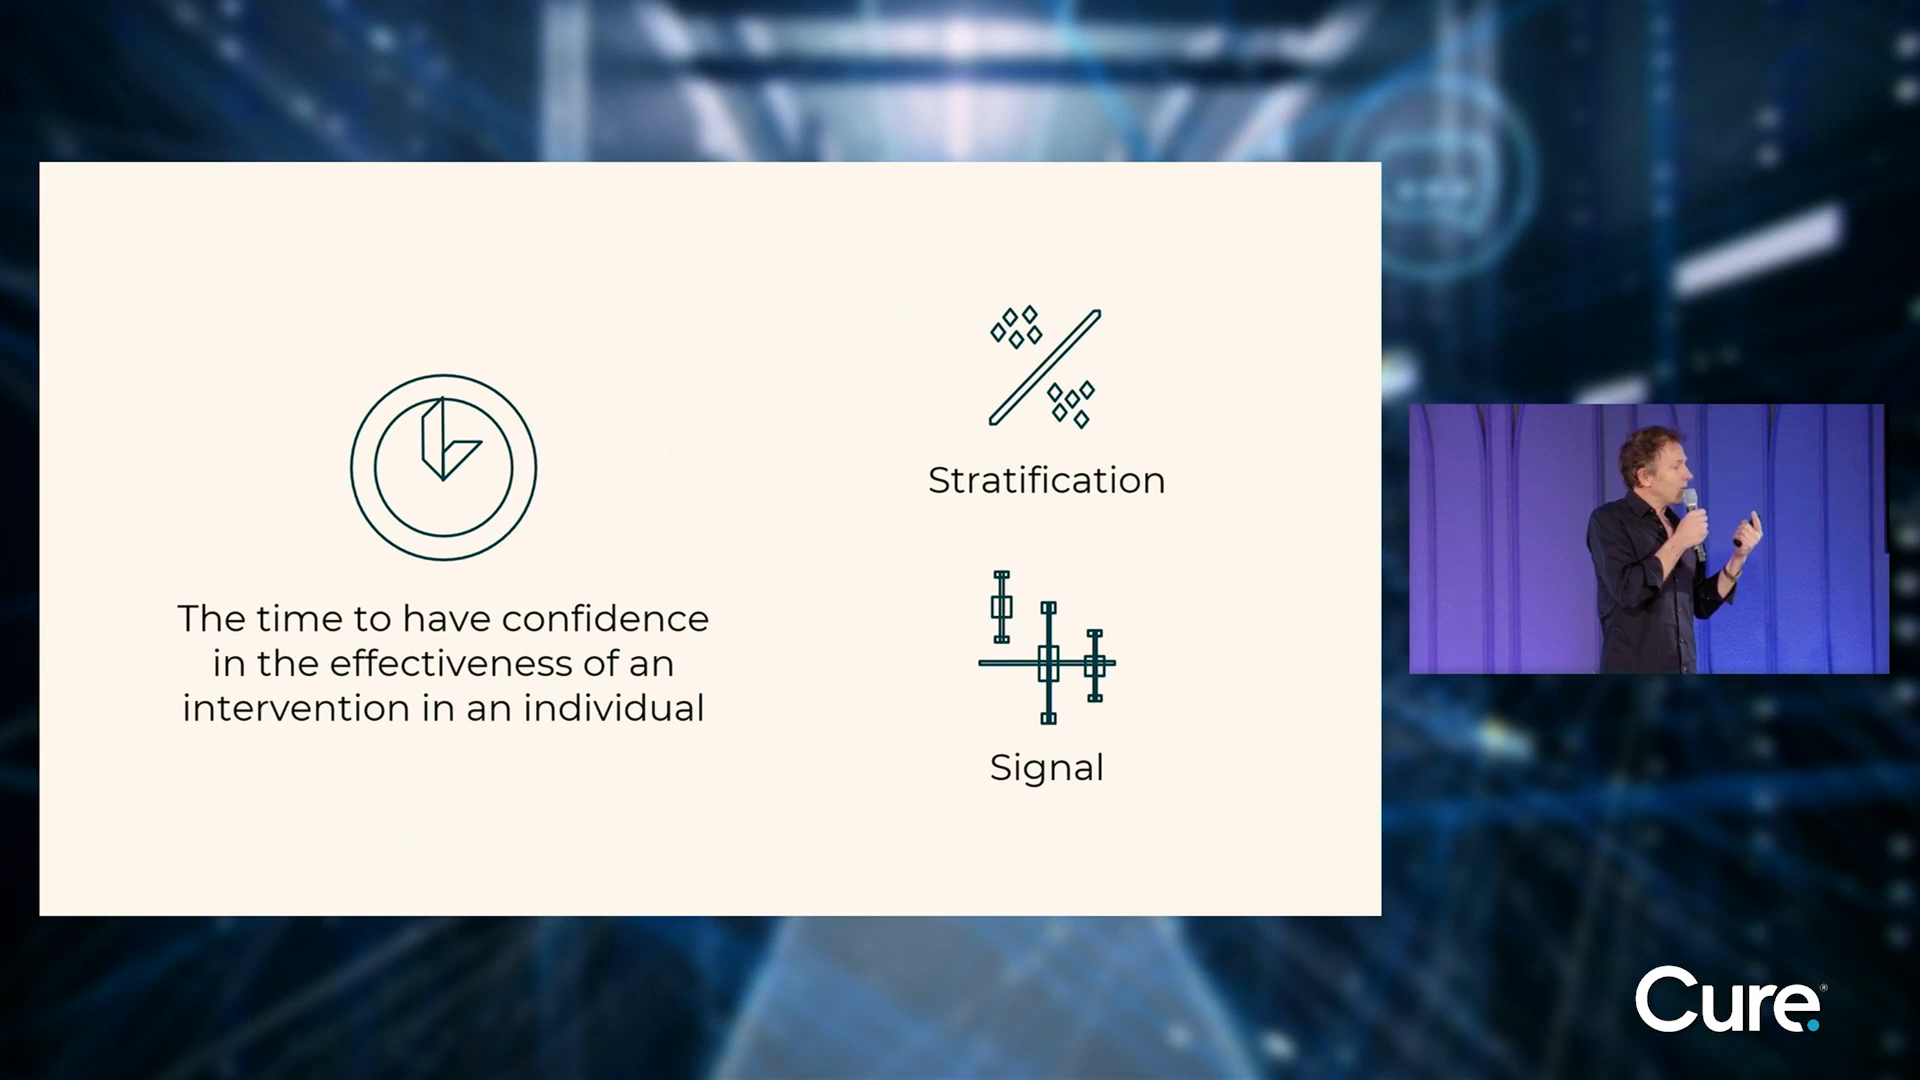 The time to have confidence
in the effectiveness of an
intervention in an individual
Stratification
Signal
Cure.®